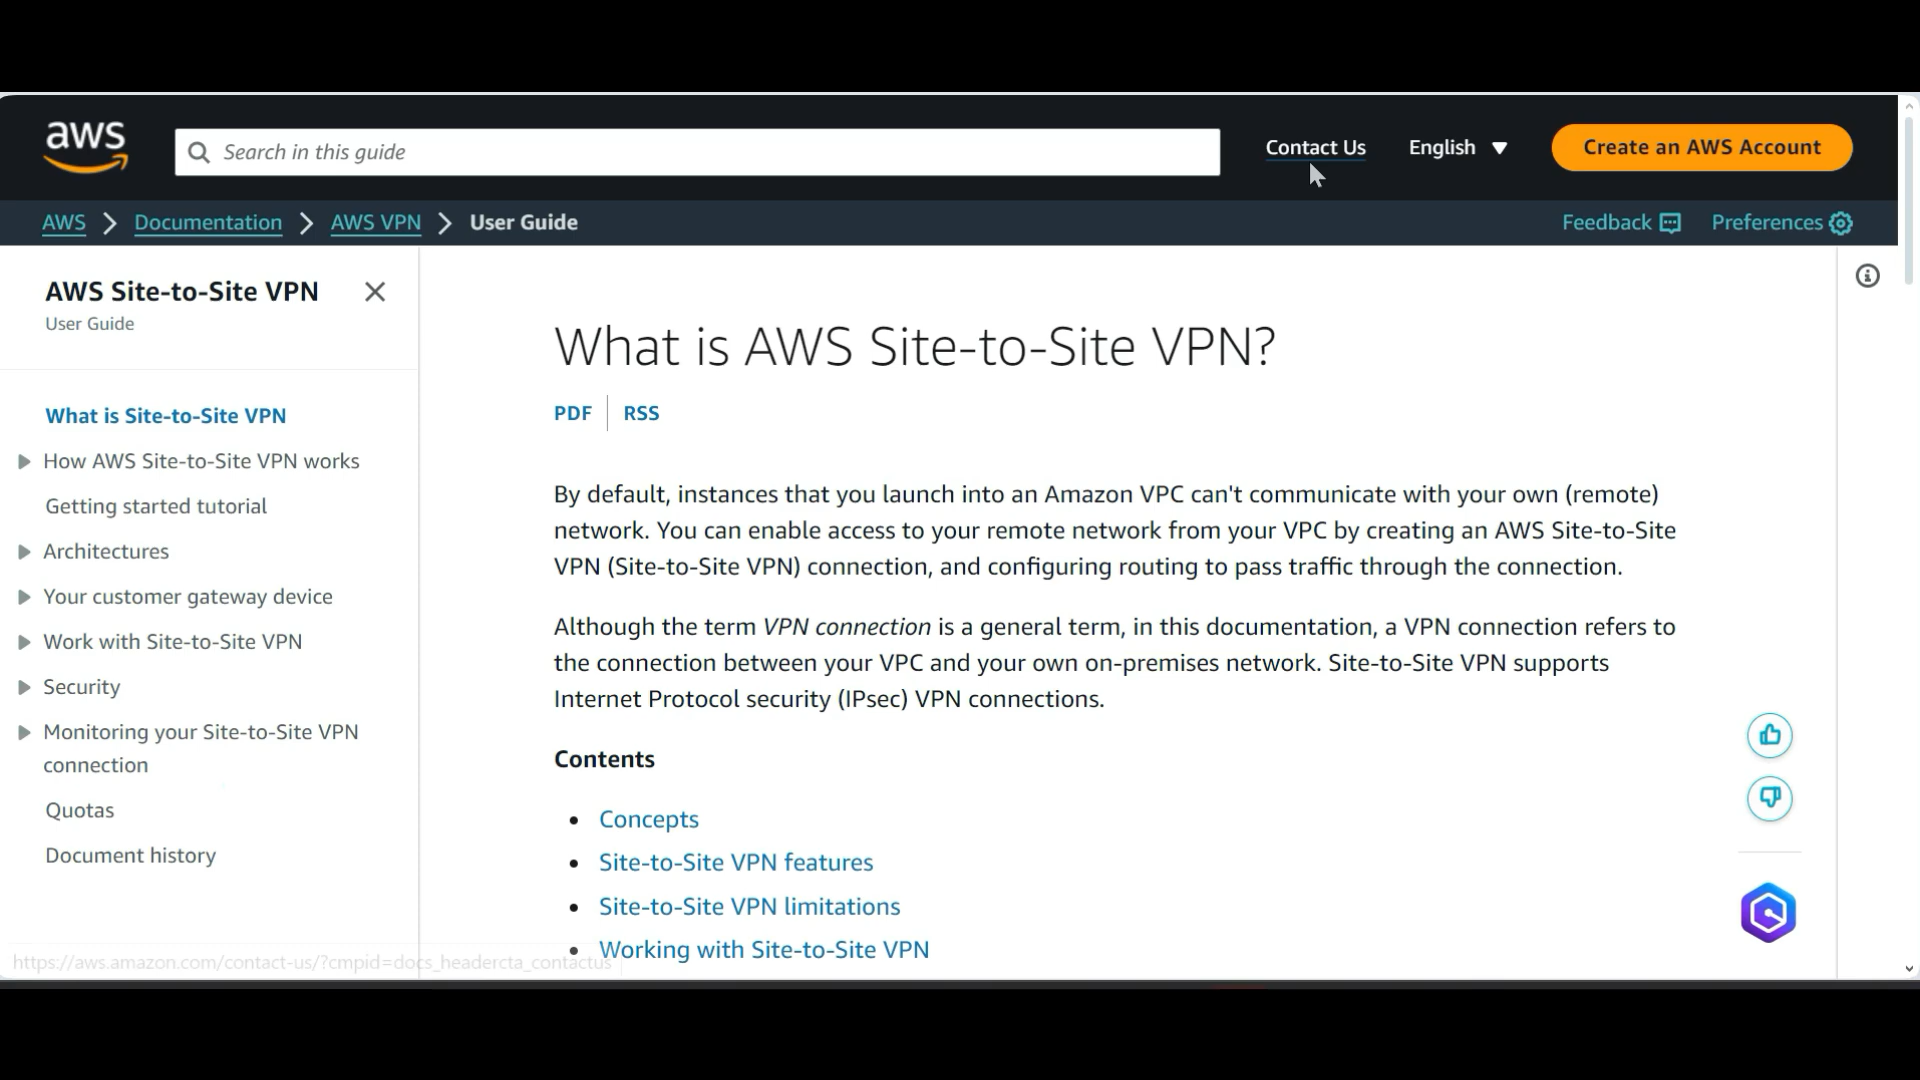 aws
Search in this guide
Contact Us
English
Create an AWS Account
AWS
Documentation
AWS VPN
User Guide
Feedback
Preferences
AWS Site-to-Site VPN
User Guide
What is Site-to-Site VPN
How AWS Site-to-Site VPN works
Getting started tutorial
Architectures
Your customer gateway device
Work with Site-to-Site VPN
Security
Monitoring your Site-to-Site VPN
connection
Quotas
Document history
What is AWS Site-to-Site VPN?
PDF
RSS
By default, instances that you launch into an Amazon VPC can't communicate with your own (remote)
network. You can enable access to your remote network from your VPC by creating an AWS Site-to-Site
VPN (Site-to-Site VPN) connection, and configuring routing to pass traffic through the connection.
Although the term VPN connection is a general term, in this documentation, a VPN connection refers to
the connection between your VPC and your own on-premises network. Site-to-Site VPN supports
Internet Protocol security (IPsec) VPN connections.
Contents
• Concepts
• Site-to-Site VPN features
• Site-to-Site VPN limitations
• Working with Site-to-Site VPN
https://aws.amazon.com/contact-us/?cmpid=docs_headercta_contactus